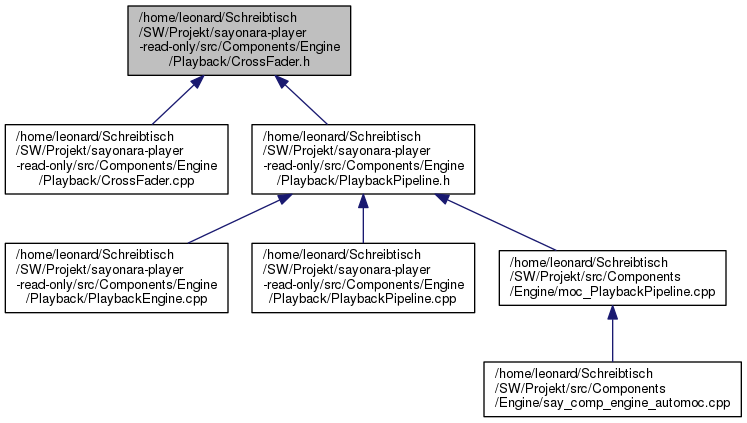 /home/leonard/Schreibtisch
/SW/Projekt/sayonara-player
-read-only/src/Components/Engine
/Playback/CrossFader.h
/home/leonard/Schreibtisch
/SW/Projekt/sayonara-player
-read-only/src/Components/Engine
/Playback/CrossFader.cpp
/home/leonard/Schreibtisch
/SW/Projekt/sayonara-player
-read-only/src/Components/Engine
/Playback/PlaybackPipeline.h
/home/leonard/Schreibtisch
/SW/Projekt/sayonara-player
-read-only/src/Components/Engine
/Playback/PlaybackEngine.cpp
/home/leonard/Schreibtisch
/SW/Projekt/sayonara-player
-read-only/src/Components/Engine
/Playback/PlaybackPipeline.cpp
/home/leonard/Schreibtisch
/SW/Projekt/src/Components
/Engine/moc_PlaybackPipeline.cpp
/home/leonard/Schreibtisch
/SW/Projekt/src/Components
/Engine/say_comp_engine_automoc.cpp